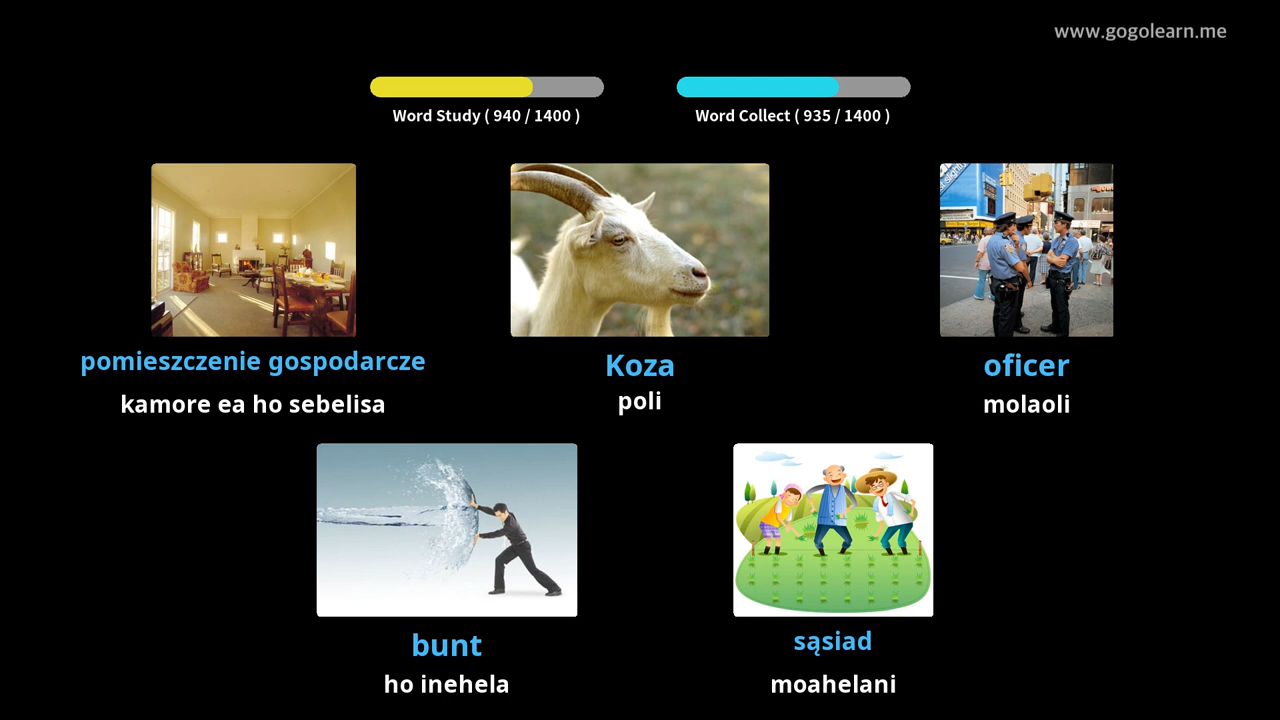 www.gogolearn.me
Word Study ( 940 / 1400 )
Word Collect ( 935 / 1400 )
pomieszczenie gospodarcze
kamore ea ho sebelisa
Koza
poli
oficer
molaoli
bunt
ho inehela
sąsiad
moahelani